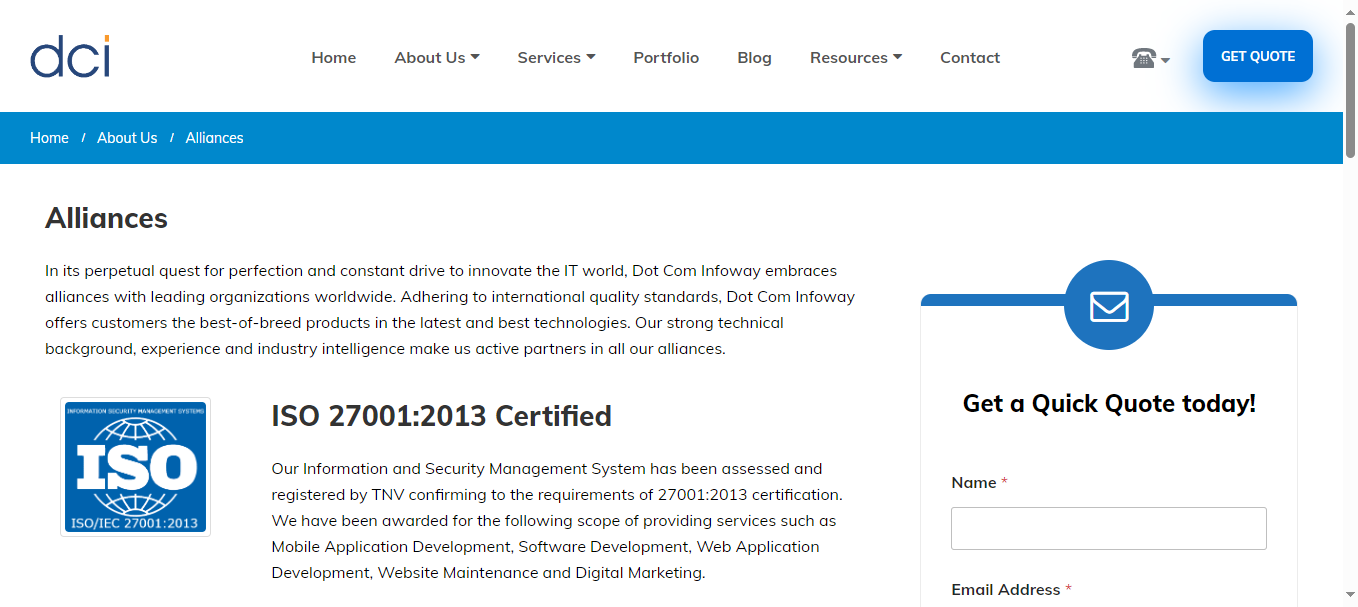 dci
Home
About Us
Services
Portfolio
Blog
Resources
Contact
GET QUOTE
Home / About Us / Alliances
Alliances
In its perpetual quest for perfection and constant drive to innovate the IT world, Dot Com Infoway embraces
alliances with leading organizations worldwide. Adhering to international quality standards, Dot Com Infoway
offers customers the best-of-breed products in the latest and best technologies. Our strong technical
background, experience and industry intelligence make us active partners in all our alliances.
INFORMATION SECURITY MANAGEMENT SYSTEMS
ISO
ISO/IEC 27001:2013
ISO 27001:2013 Certified
Our Information and Security Management System has been assessed and
registered by TNV confirming to the requirements of 27001:2013 certification.
We have been awarded for the following scope of providing services such as
Mobile Application Development, Software Development, Web Application
Development, Website Maintenance and Digital Marketing.
Get a Quick Quote today!
Name *
Email Address *